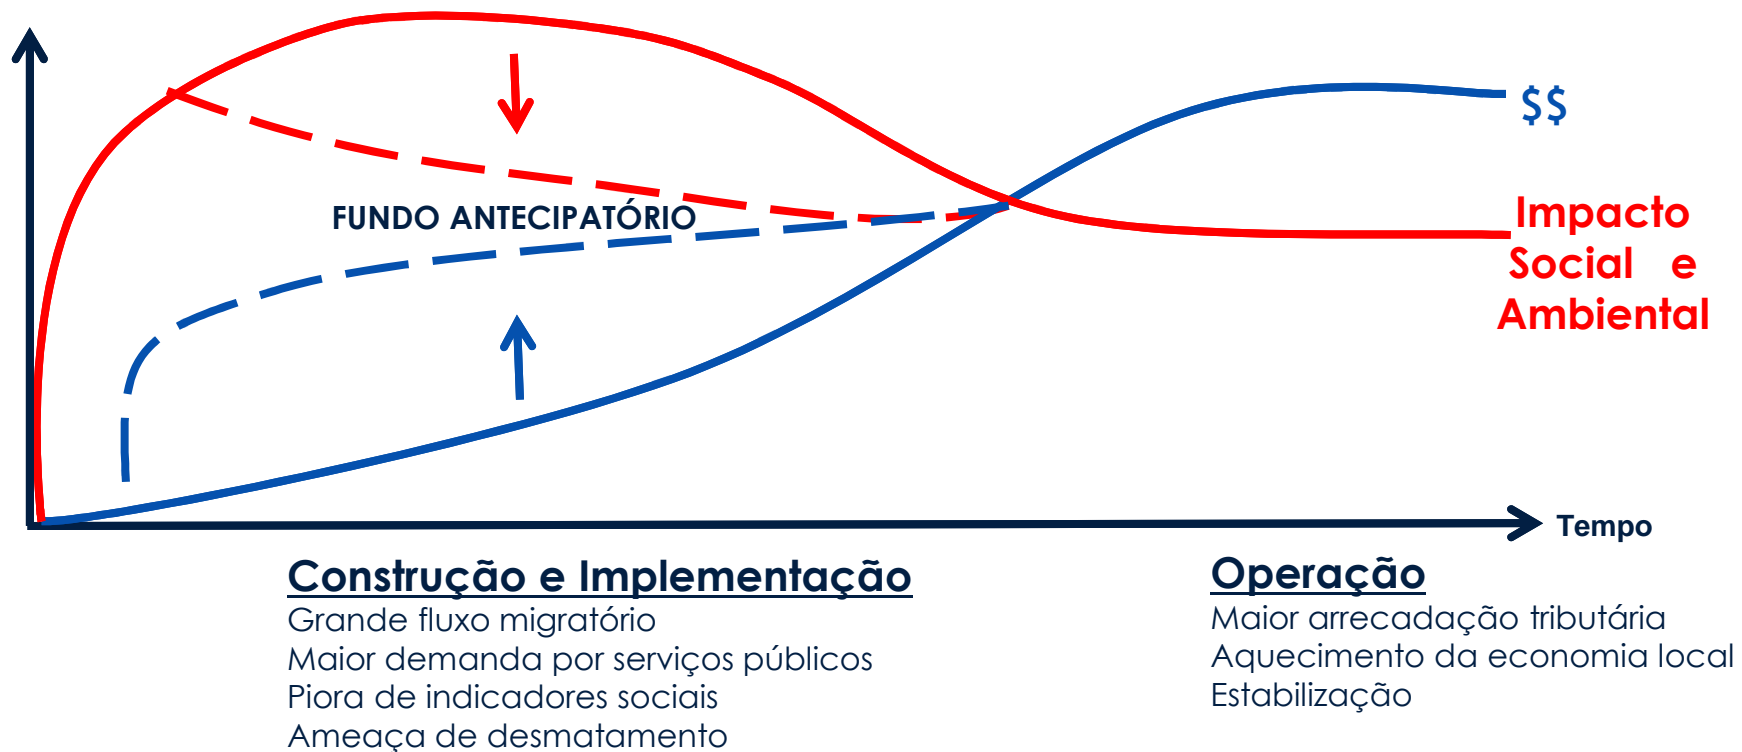 $$
Impacto
Social e
Ambiental
FUNDO ANTECIPATÓRIO
Tempo
Construção e Implementação
Grande fluxo migratório
Maior demanda por serviços públicos
Piora de indicadores sociais
Ameaça de desmatamento
Operação
Maior arrecadação tributária
Aquecimento da economia local
Estabilização